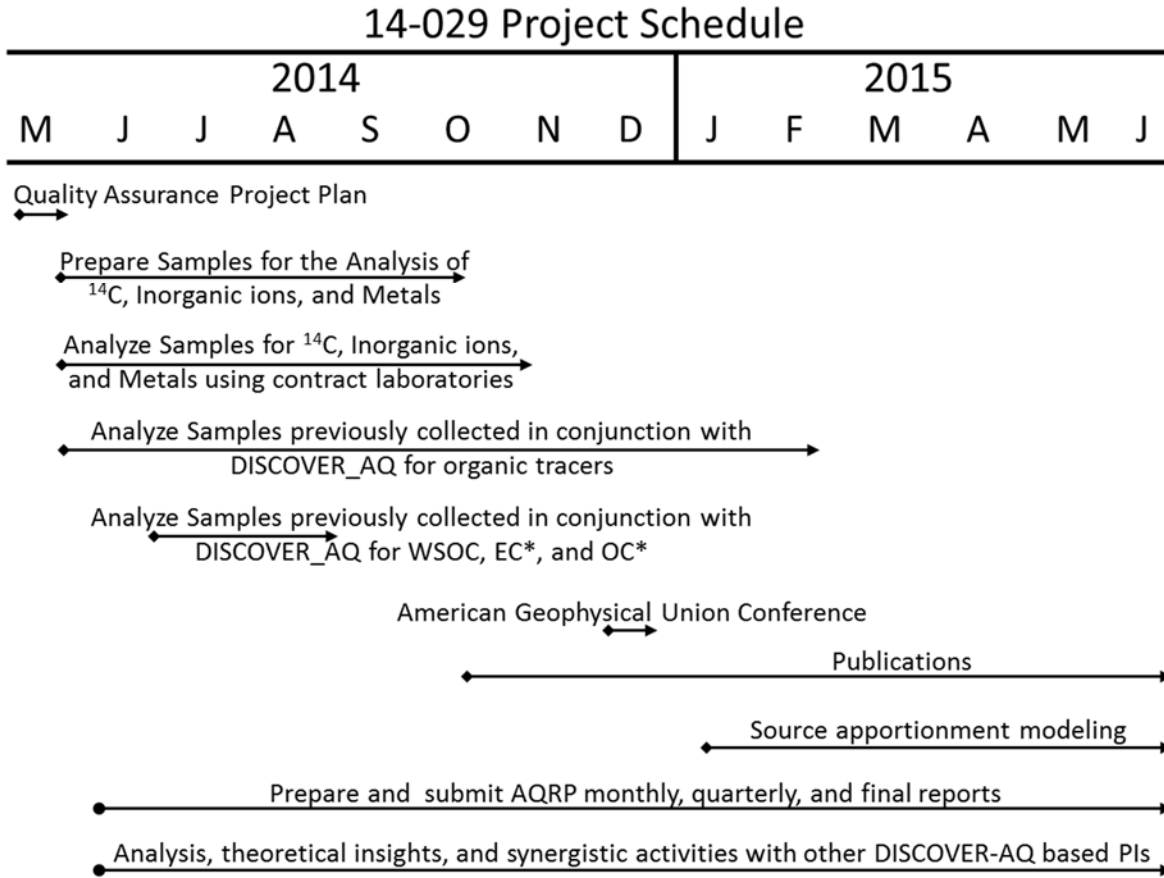 14-029 Project Schedule
2014 2015
M J J A S O N D J F M A M J
Quality Assurance Project Plan
Prepare Samples for the Analysis of
¹⁴C, Inorganic ions, and Metals
Analyze Samples for ¹⁴C, Inorganic ions,
and Metals using contract laboratories
Analyze Samples previously collected in conjunction with
DISCOVER_AQ for organic tracers
Analyze Samples previously collected in conjunction with
DISCOVER_AQ for WSOC, EC*, and OC*
American Geophysical Union Conference
Publications
Source apportionment modeling
Prepare and submit AQRP monthly, quarterly, and final reports
Analysis, theoretical insights, and synergistic activities with other DISCOVER-AQ based PIs